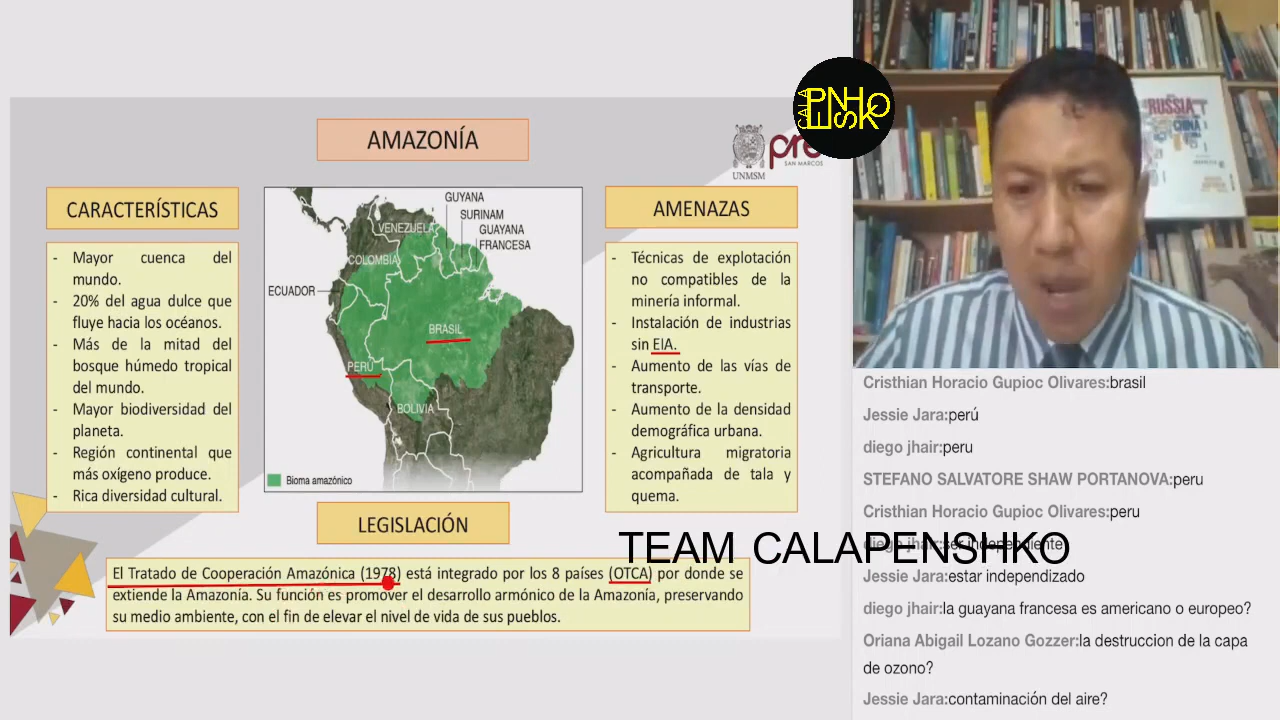 AMAZONÍA
UNMSM
pre
SAN MARCOS
CALA
PENSHKO
CARACTERÍSTICAS
- Mayor cuenca del
mundo.
- 20% del agua dulce que
fluye hacia los océanos.
- Más de la mitad del
bosque húmedo tropical
del mundo.
- Mayor biodiversidad del
planeta.
- Región continental que
más oxígeno produce.
- Rica diversidad cultural.
GUYANA
SURINAM
GUAYANA
FRANCESA
VENEZUELA
COLOMBIA
ECUADOR
BRASIL
PERÚ
BOLIVIA
Bioma amazónico
AMENAZAS
- Técnicas de explotación
no compatibles de la
minería informal.
- Instalación de industrias
sin EIA.
- Aumento de las vías de
transporte.
- Aumento de la densidad
demográfica urbana.
- Agricultura migratoria
acompañada de tala y
quema.
LEGISLACIÓN
El Tratado de Cooperación Amazónica (1978) está integrado por los 8 países (OTCA) por donde se
extiende la Amazonía. Su función es promover el desarrollo armónico de la Amazonía, preservando
su medio ambiente, con el fin de elevar el nivel de vida de sus pueblos.
TEAM CALAPENSHKO
RUSSIA
CHINA
Cristhian Horacio Gupioc Olivares:brasil
Jessie Jara:perú
diego jhair:peru
STEFANO SALVATORE SHAW PORTANOVA:peru
Cristhian Horacio Gupioc Olivares:peru
diego jhair:ser independiente
Jessie Jara:estar independizado
diego jhair:la guayana francesa es americano o europeo?
Oriana Abigail Lozano Gozzer:la destruccion de la capa
de ozono?
Jessie Jara:contaminación del aire?